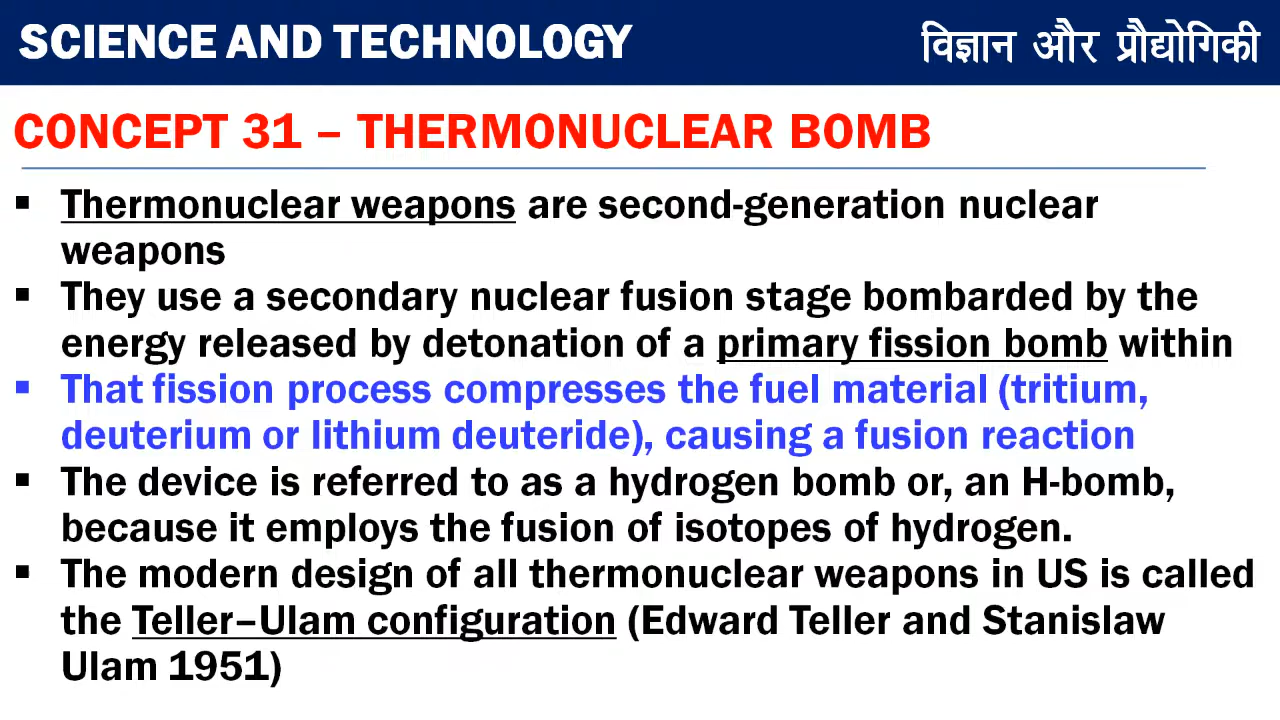 SCIENCE AND TECHNOLOGY
विज्ञान और प्रौद्योगिकी
CONCEPT 31 – THERMONUCLEAR BOMB
▪ Thermonuclear weapons are second-generation nuclear
weapons
▪ They use a secondary nuclear fusion stage bombarded by the
energy released by detonation of a primary fission bomb within
▪ That fission process compresses the fuel material (tritium,
deuterium or lithium deuteride), causing a fusion reaction
▪ The device is referred to as a hydrogen bomb or, an H-bomb,
because it employs the fusion of isotopes of hydrogen.
▪ The modern design of all thermonuclear weapons in US is called
the Teller–Ulam configuration (Edward Teller and Stanislaw
Ulam 1951)